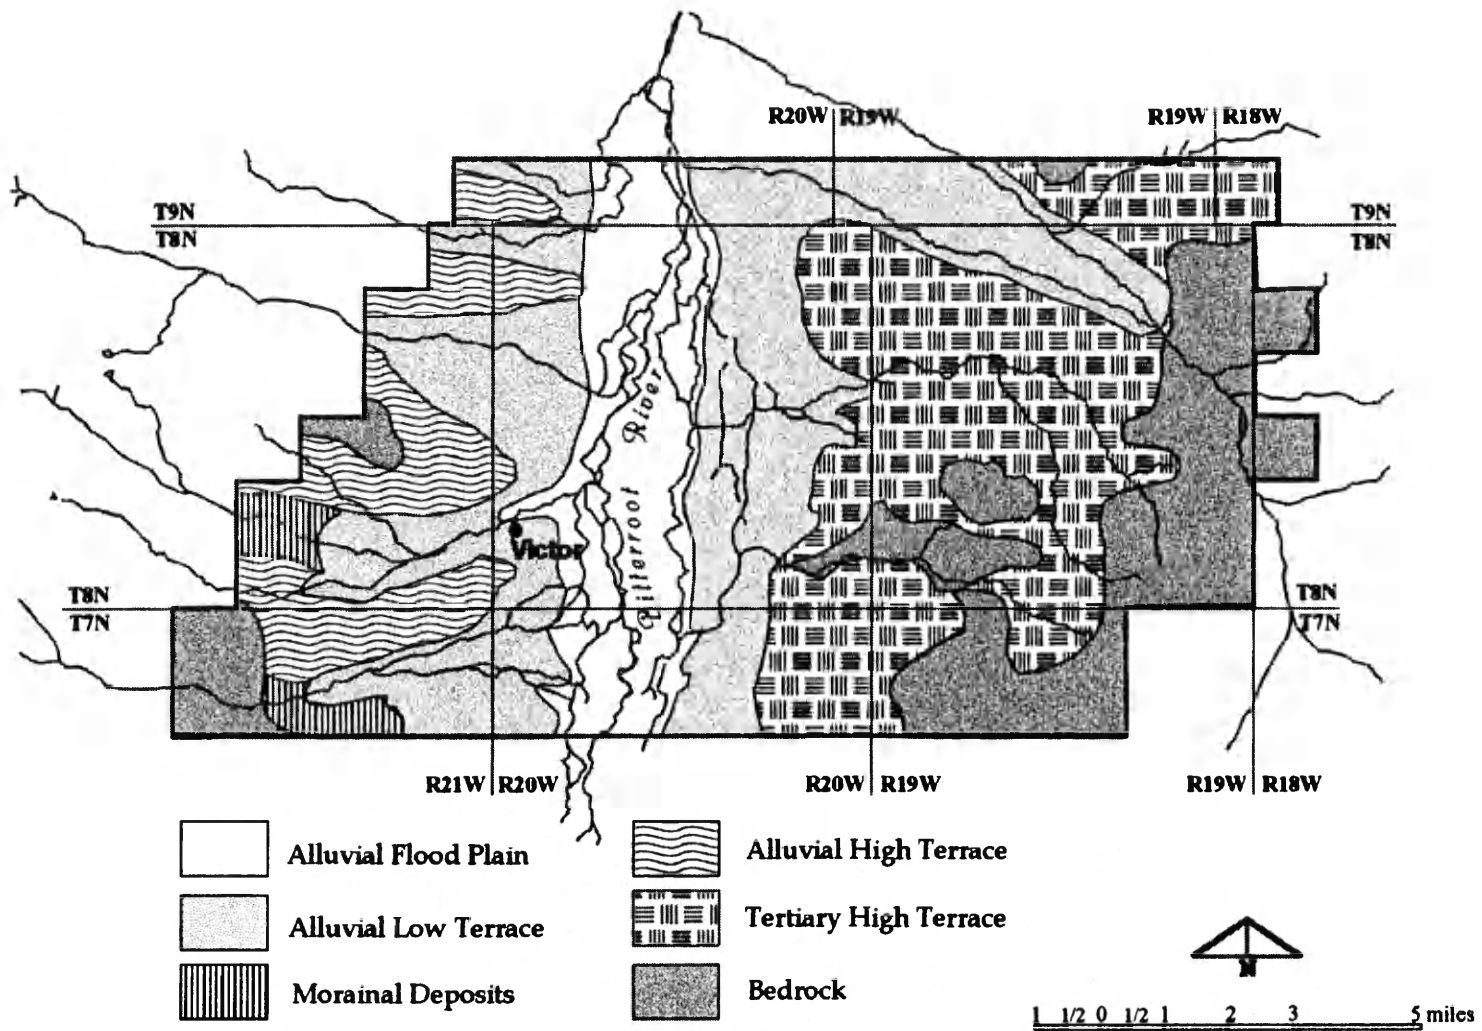 R20W R19W
R19W R18W
T9N
T8N
T9N
T8N
Bitterroot River
Victor
T8N
T7N
T8N
T7N
R21W R20W
R20W R19W
R19W R18W
Alluvial Flood Plain
Alluvial High Terrace
Alluvial Low Terrace
Tertiary High Terrace
Morainal Deposits
Bedrock
N
1 1/2 0 1/2 1 2 3 5 miles